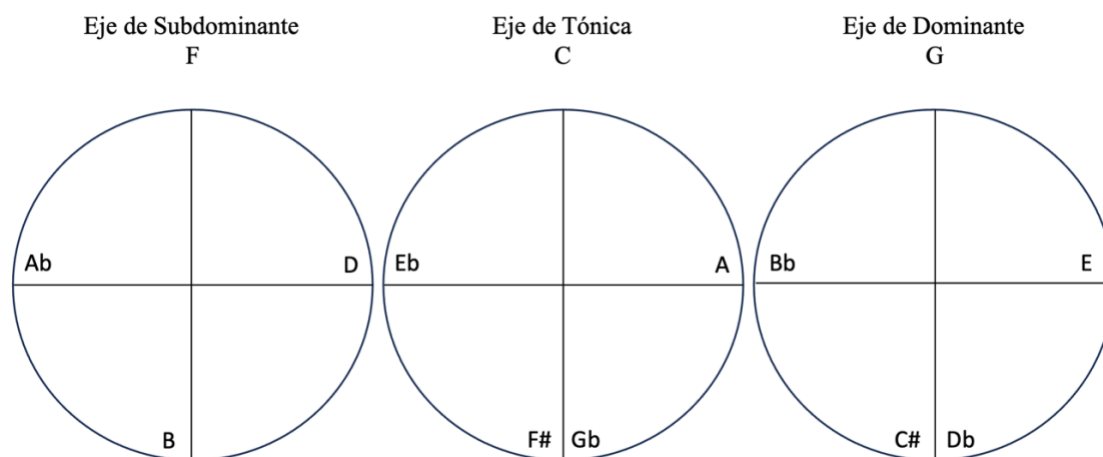 Eje de Subdominante
F
Eje de Tónica
C
Eje de Dominante
G
Ab D
B
Eb A
F# Gb
Bb E
C# Db